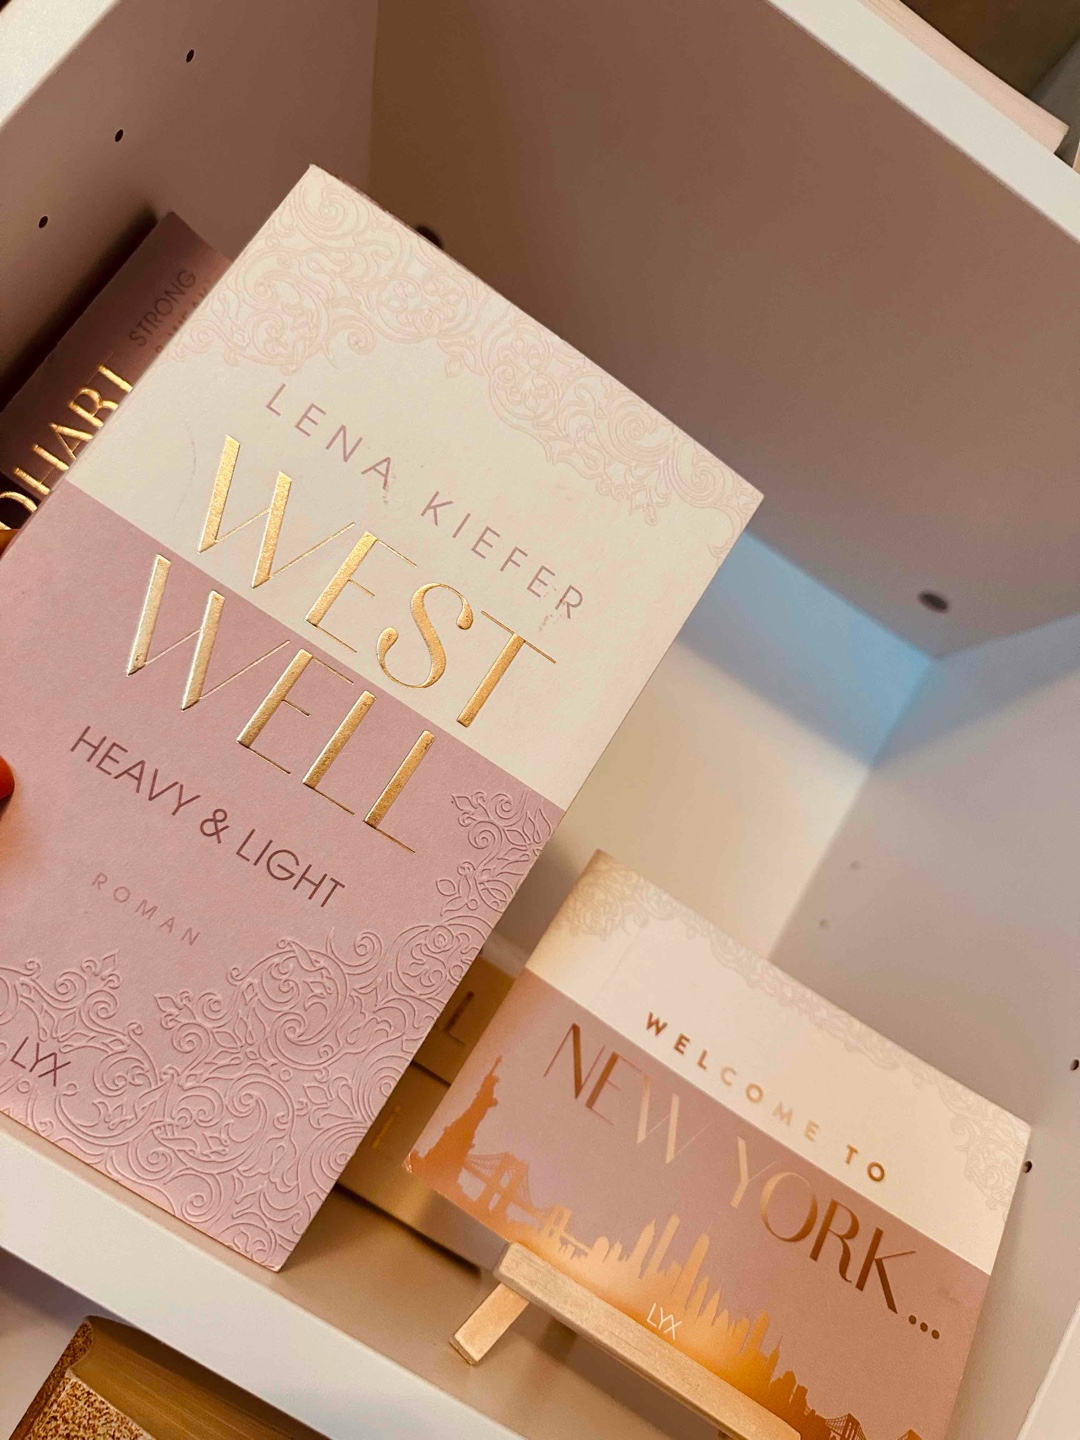 LENA KIEFER
WEST
WELL
HEAVY & LIGHT
ROMAN
LYX
STRONG
WELCOME TO
NEW YORK...
LYX